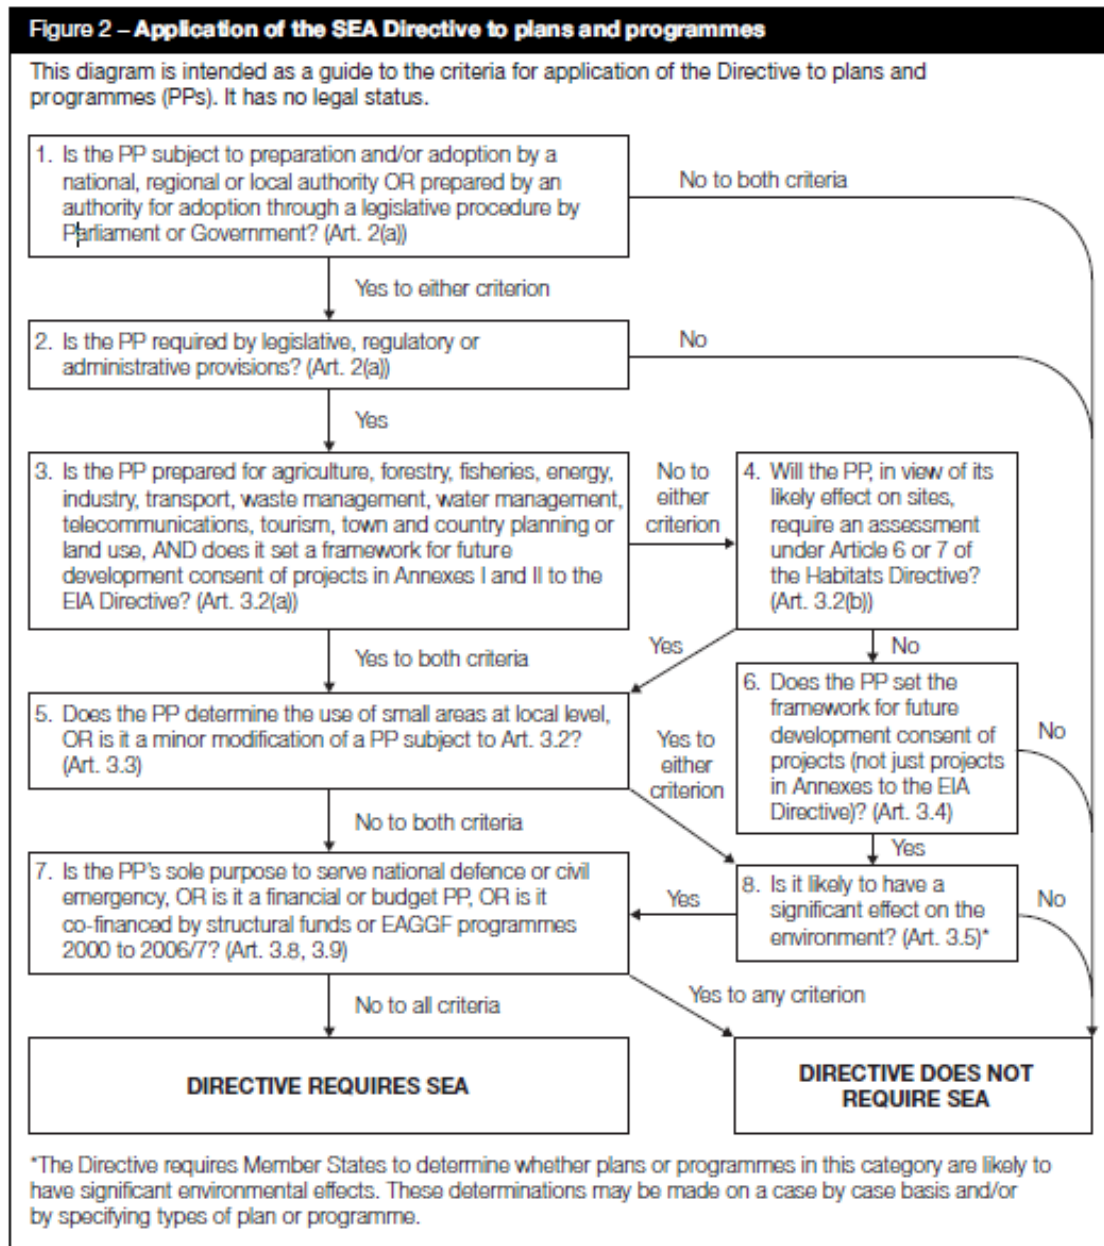 Figure 2 – Application of the SEA Directive to plans and programmes
This diagram is intended as a guide to the criteria for application of the Directive to plans and
programmes (PPs). It has no legal status.
1. Is the PP subject to preparation and/or adoption by a
national, regional or local authority OR prepared by an
authority for adoption through a legislative procedure by
Parliament or Government? (Art. 2(a))
No to both criteria
Yes to either criterion
2. Is the PP required by legislative, regulatory or
administrative provisions? (Art. 2(a))
No
Yes
3. Is the PP prepared for agriculture, forestry, fisheries, energy,
industry, transport, waste management, water management,
telecommunications, tourism, town and country planning or
land use, AND does it set a framework for future
development consent of projects in Annexes I and II to the
EIA Directive? (Art. 3.2(a))
No to
either
criterion
4. Will the PP, in view of its
likely effect on sites,
require an assessment
under Article 6 or 7 of
the Habitats Directive?
(Art. 3.2(b))
Yes to both criteria
Yes
No
5. Does the PP determine the use of small areas at local level,
OR is it a minor modification of a PP subject to Art. 3.2?
(Art. 3.3)
Yes to
either
criterion
6. Does the PP set the
framework for future
development consent of
projects (not just projects
in Annexes to the EIA
Directive)? (Art. 3.4)
No
No to both criteria
Yes
7. Is the PP's sole purpose to serve national defence or civil
emergency, OR is it a financial or budget PP, OR is it
co-financed by structural funds or EAGGF programmes
2000 to 2006/7? (Art. 3.8, 3.9)
Yes
8. Is it likely to have a
significant effect on the
environment? (Art. 3.5)*
No
No to all criteria
Yes to any criterion
DIRECTIVE REQUIRES SEA
DIRECTIVE DOES NOT
REQUIRE SEA
*The Directive requires Member States to determine whether plans or programmes in this category are likely to
have significant environmental effects. These determinations may be made on a case by case basis and/or
by specifying types of plan or programme.